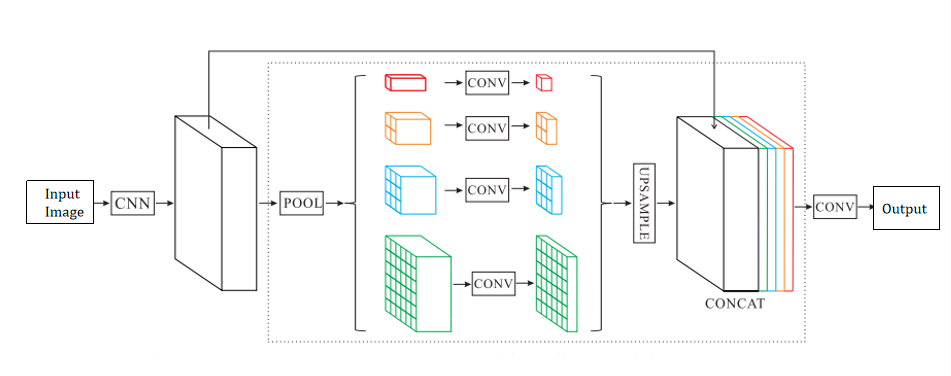 Input
Image
CNN
POOL
CONV
CONV
CONV
CONV
UPSAMPLE
CONCAT
CONV
Output